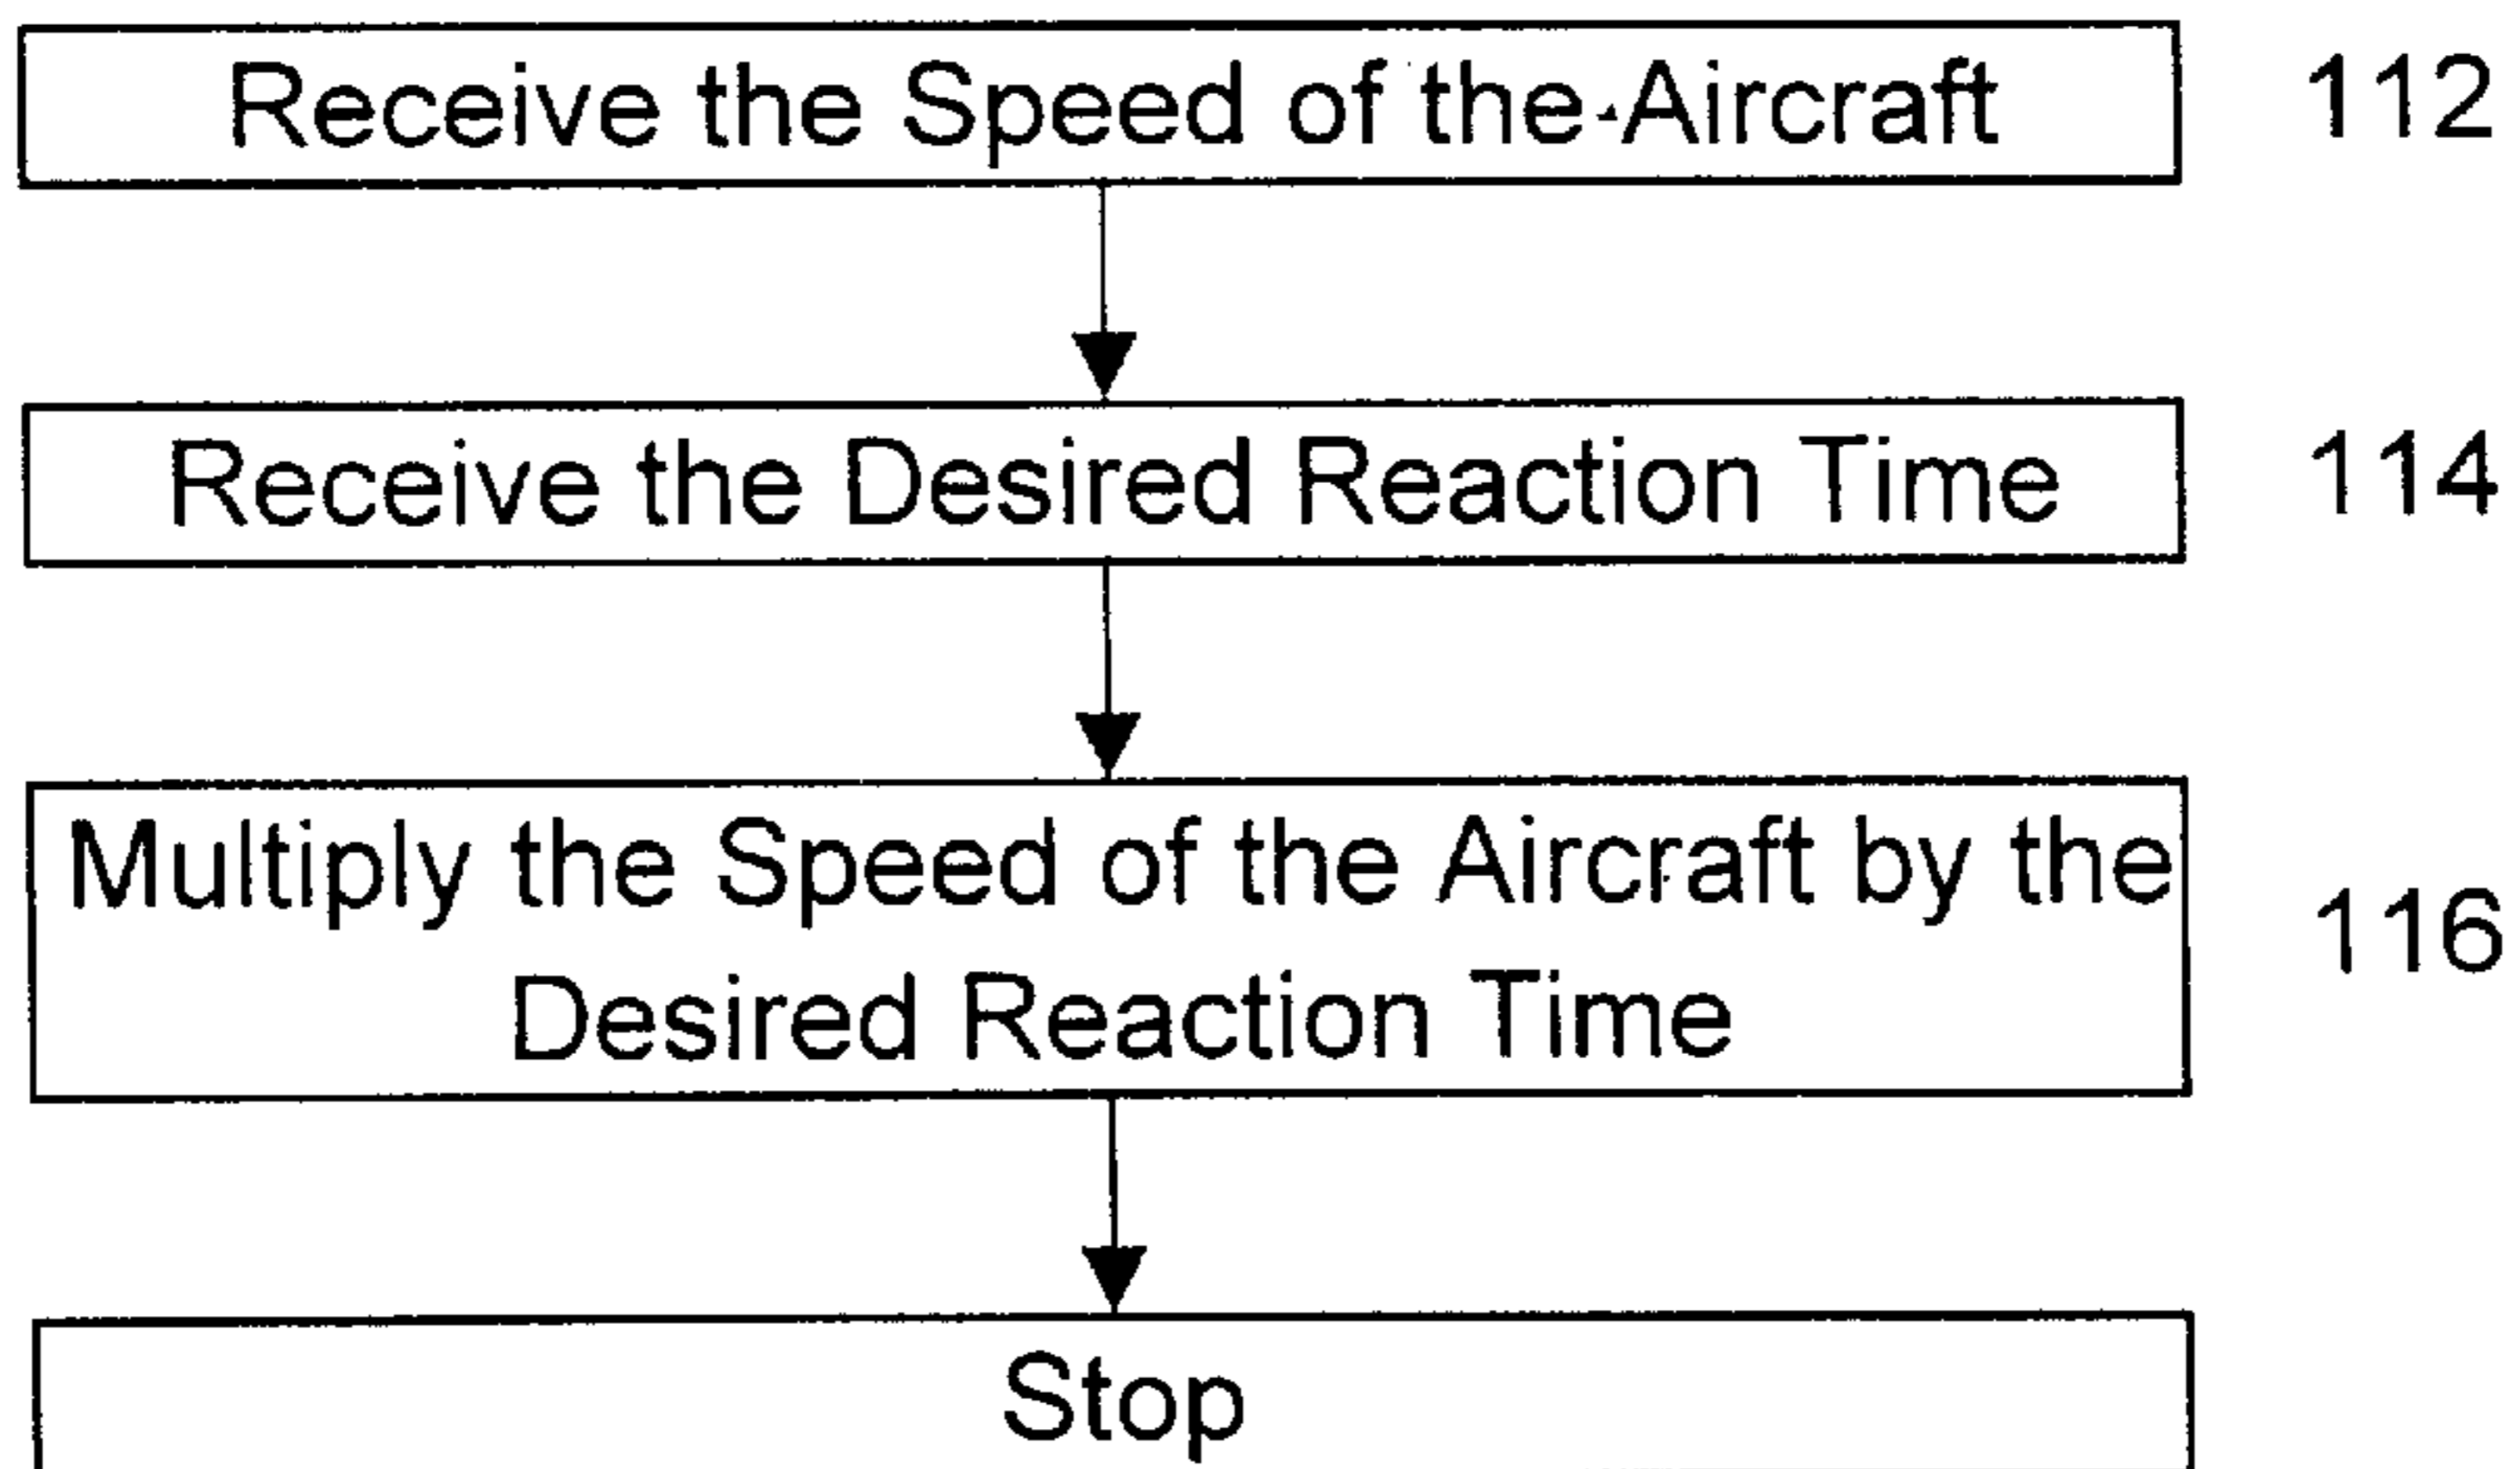 Receive the Speed of the Aircraft 112
Receive the Desired Reaction Time 114
Multiply the Speed of the Aircraft by the
Desired Reaction Time
116
Stop